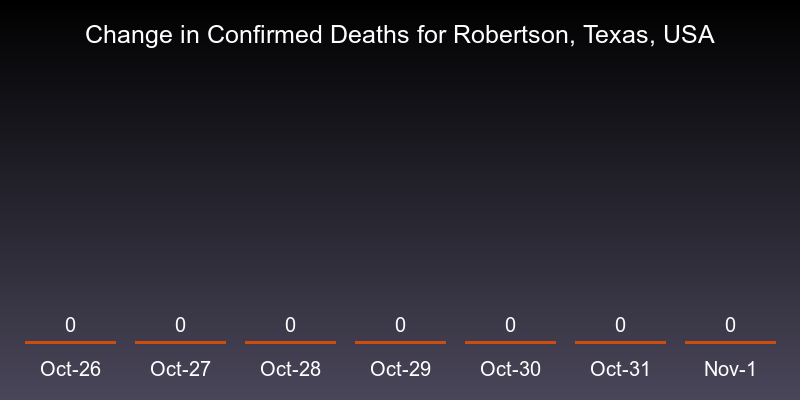 Change in Confirmed Deaths for Robertson, Texas, USA
0 0 0 0 0 0 0
Oct-26 Oct-27 Oct-28 Oct-29 Oct-30 Oct-31 Nov-1